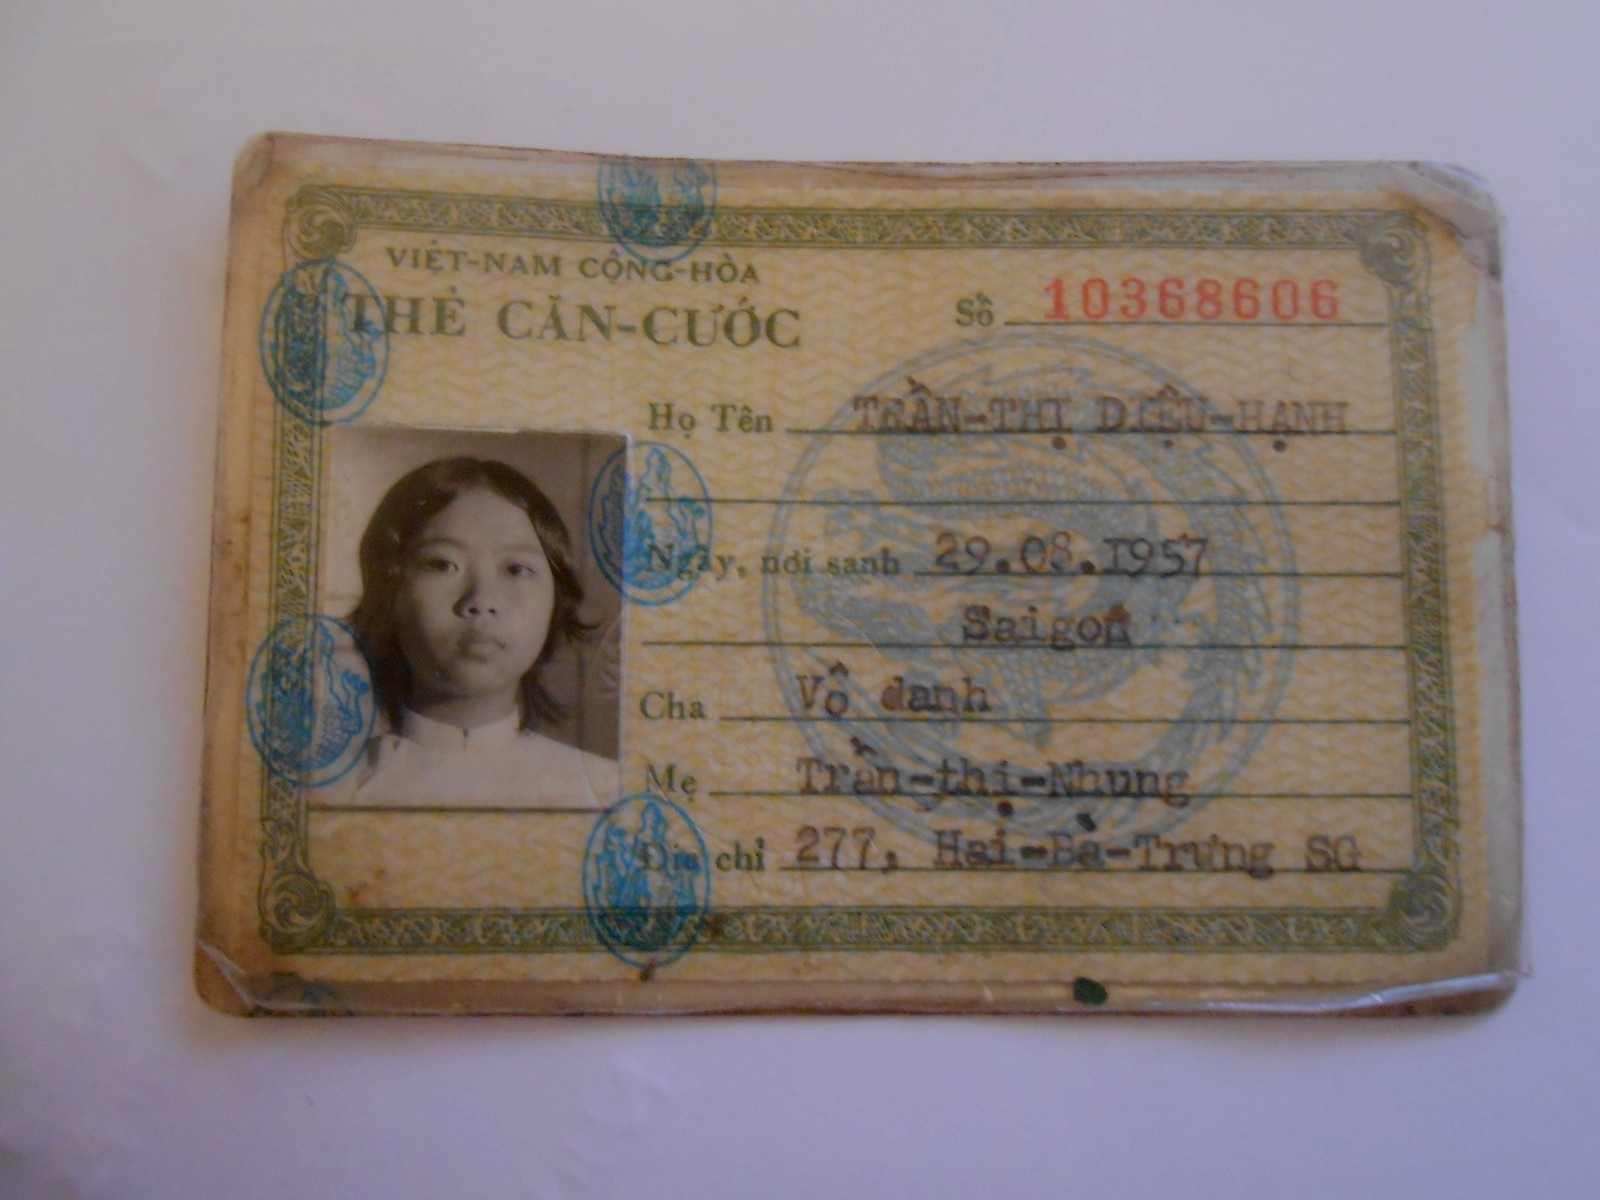 VIỆT-NAM CỘNG-HÒA
THẺ CĂN-CƯỚC
Số 10368606
Họ Tên TRẦN-THỊ DIỆU-HẠNH
Ngày, nơi sanh 29.08.1957
Saigon
Cha Vô danh
Mẹ Trần-thị-Nhung
Địa chỉ 277, Hai-Bà-Trưng SG